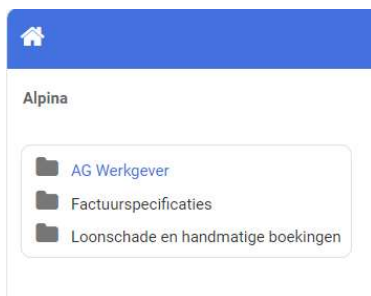 Alpina
AG Werkgever
Factuurspecificaties
Loonschade en handmatige boekingen